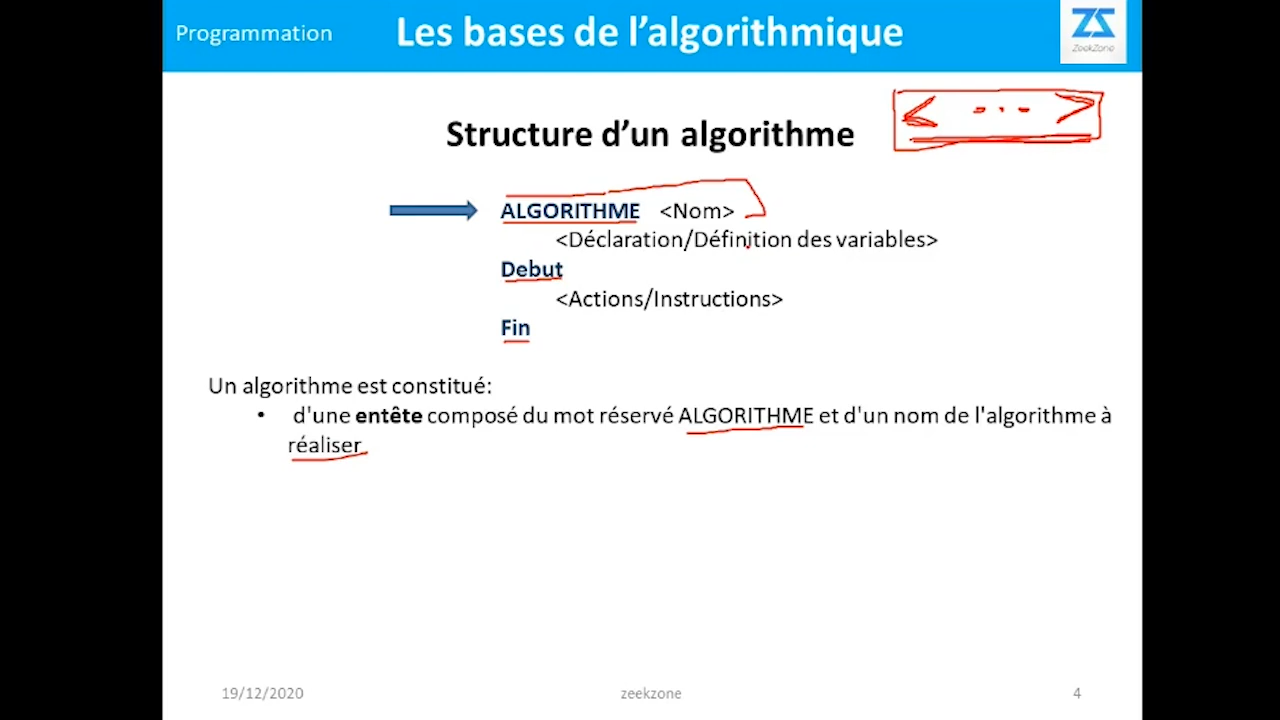 Programmation
Les bases de l'algorithmique
ZS
ZeekZone
< - . - >
Structure d'un algorithme
ALGORITHME <Nom>
<Déclaration/Définition des variables>
Debut
<Actions/Instructions>
Fin
Un algorithme est constitué:
• d'une entête composé du mot réservé ALGORITHME et d'un nom de l'algorithme à
réaliser
19/12/2020
zeekzone
4